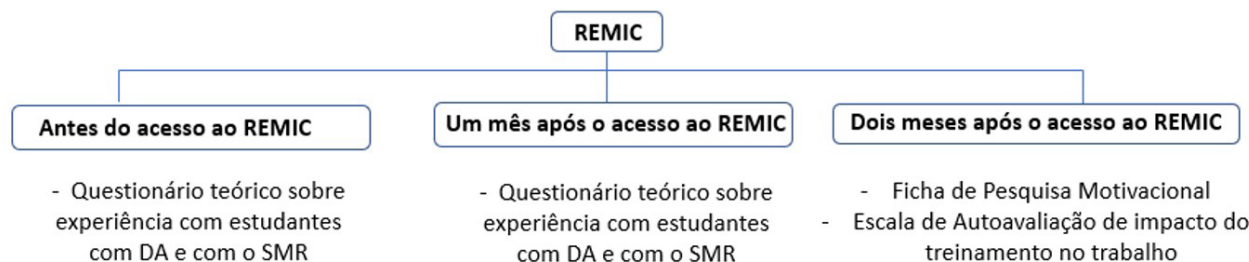 REMIC
Antes do acesso ao REMIC
- Questionário teórico sobre
experiência com estudantes
com DA e com o SMR
Um mês após o acesso ao REMIC
- Questionário teórico sobre
experiência com estudantes
com DA e com o SMR
Dois meses após o acesso ao REMIC
- Ficha de Pesquisa Motivacional
- Escala de Autoavaliação de impacto do
treinamento no trabalho